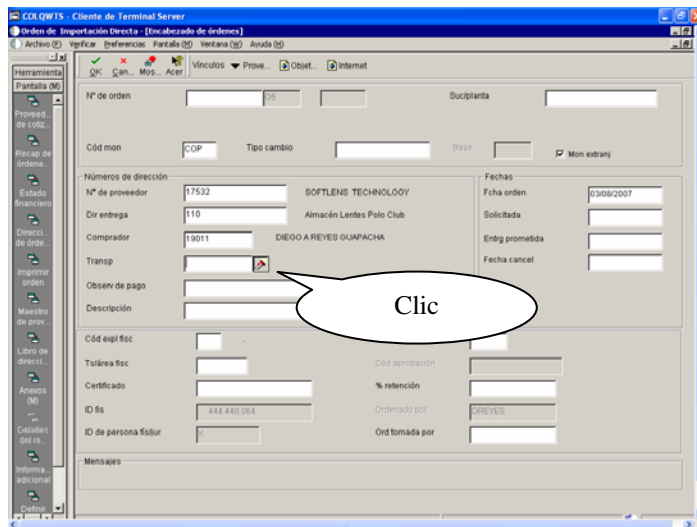 COLQWTS - Cliente de Terminal Server
Orden de Importación Directa - [Encabezado de órdenes]
Archivo (F) Verificar Preferencias Pantalla (M) Ventana (W) Ayuda (H)
Herramienta
Pantalla (M)
OK Can... Mos... Acer Vínculos Prove... Objet... Internet
Proveed... de cotiz...
Recap de órdene...
Estado financiero
Direcci... de órde...
Imprimir orden
Maestro de prov...
Libro de direcci...
Anexos (M)
Detalles del re...
Informa... adicional
Definir
Nº de orden O5 Suc/planta
Cód mon COP Tipo cambio Base Mon extranj
Números de dirección
Nº de proveedor 17532 SOFTLENS TECHNOLOGY
Dir entrega 110 Almacén Lentes Polo Club
Comprador 19011 DIEGO A REYES GUAPACHA
Transp
Observ de pago
Descripción
Fechas
Fcha orden 03/08/2007
Solicitada
Entrg prometida
Fecha cancel
Clic
Cód expl fisc .
Ts/área fisc Cód aprobación
Certificado % retención
ID fis 444.440.064 Ordenado por DREYES
ID de persona fís/jur X Ord tomada por
Mensajes